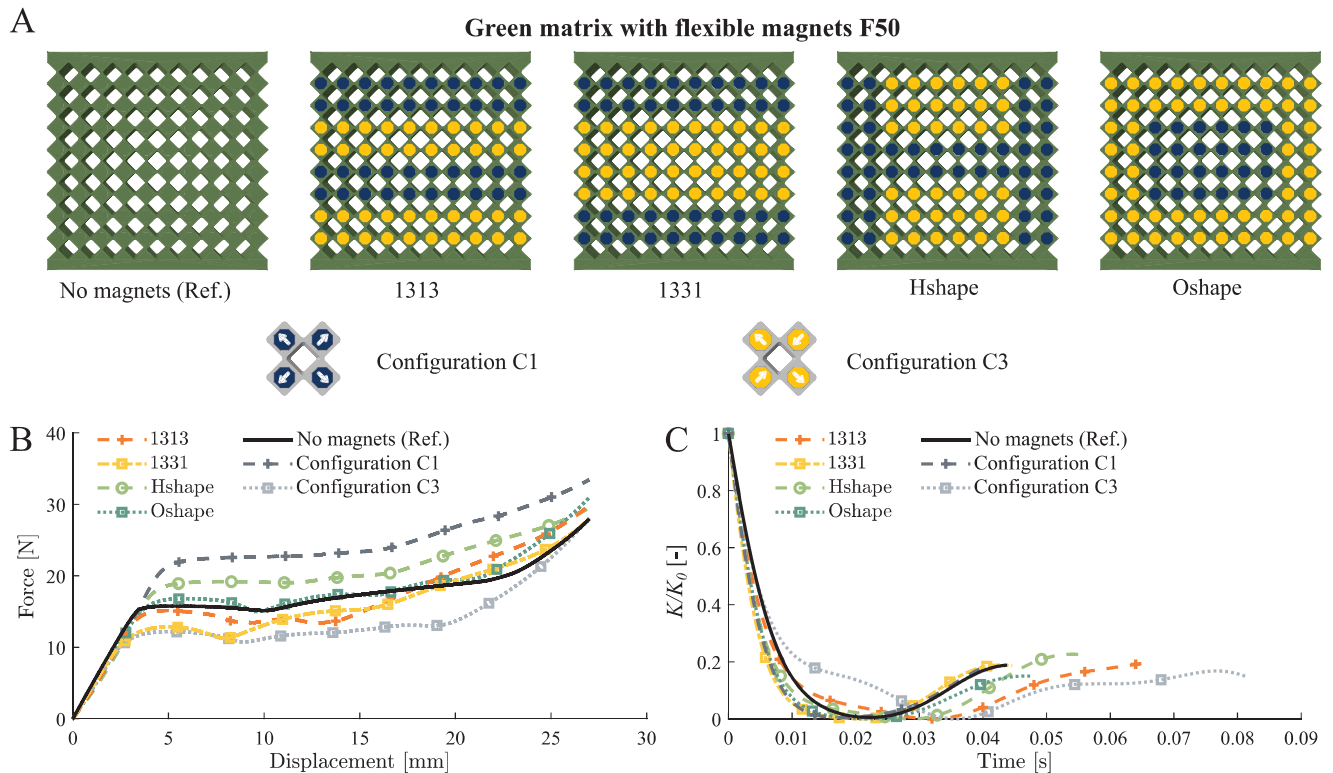 A
Green matrix with flexible magnets F50
No magnets (Ref.)
1313
1331
Hshape
Oshape
Configuration C1
Configuration C3
B
40
30
20
10
0
Force [N]
1313
1331
Hshape
Oshape
No magnets (Ref.)
Configuration C1
Configuration C3
0
5
10
15
20
25
30
Displacement [mm]
C
1
0.8
0.6
0.4
0.2
0
K/K0 [-]
1313
1331
Hshape
Oshape
No magnets (Ref.)
Configuration C1
Configuration C3
0
0.01
0.02
0.03
0.04
0.05
0.06
0.07
0.08
0.09
Time [s]